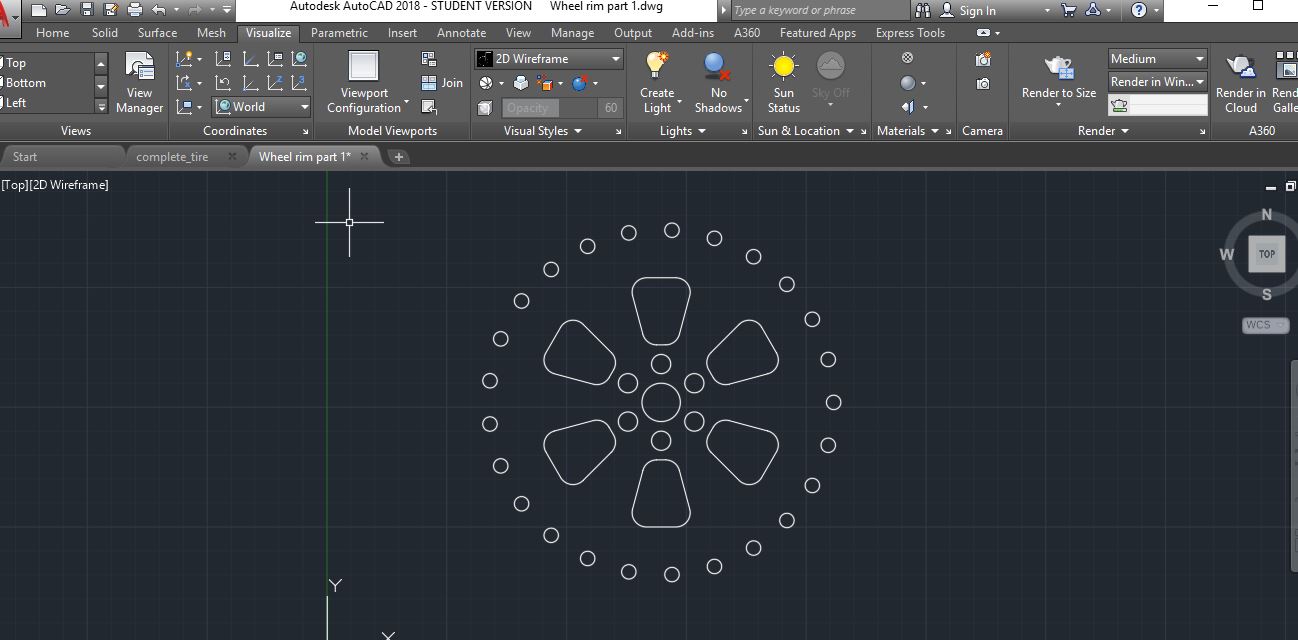 Autodesk AutoCAD 2018 - STUDENT VERSION Wheel rim part 1.dwg
Type a keyword or phrase
Sign In
Home Solid Surface Mesh Visualize Parametric Insert Annotate View Manage Output Add-ins A360 Featured Apps Express Tools
Top
Bottom
Left
View
Manager
Views
World
Coordinates
Viewport
Configuration
Join
Model Viewports
2D Wireframe
Opacity 60
Visual Styles
Create
Light
No
Shadows
Lights
Sun
Status
Sky Off
Sun & Location
Materials
Camera
Render to Size
Medium
Render in Win...
Render
Render in
Cloud
A360
Start complete_tire Wheel rim part 1*
[Top][2D Wireframe]
N
W TOP
S
WCS
Y
X